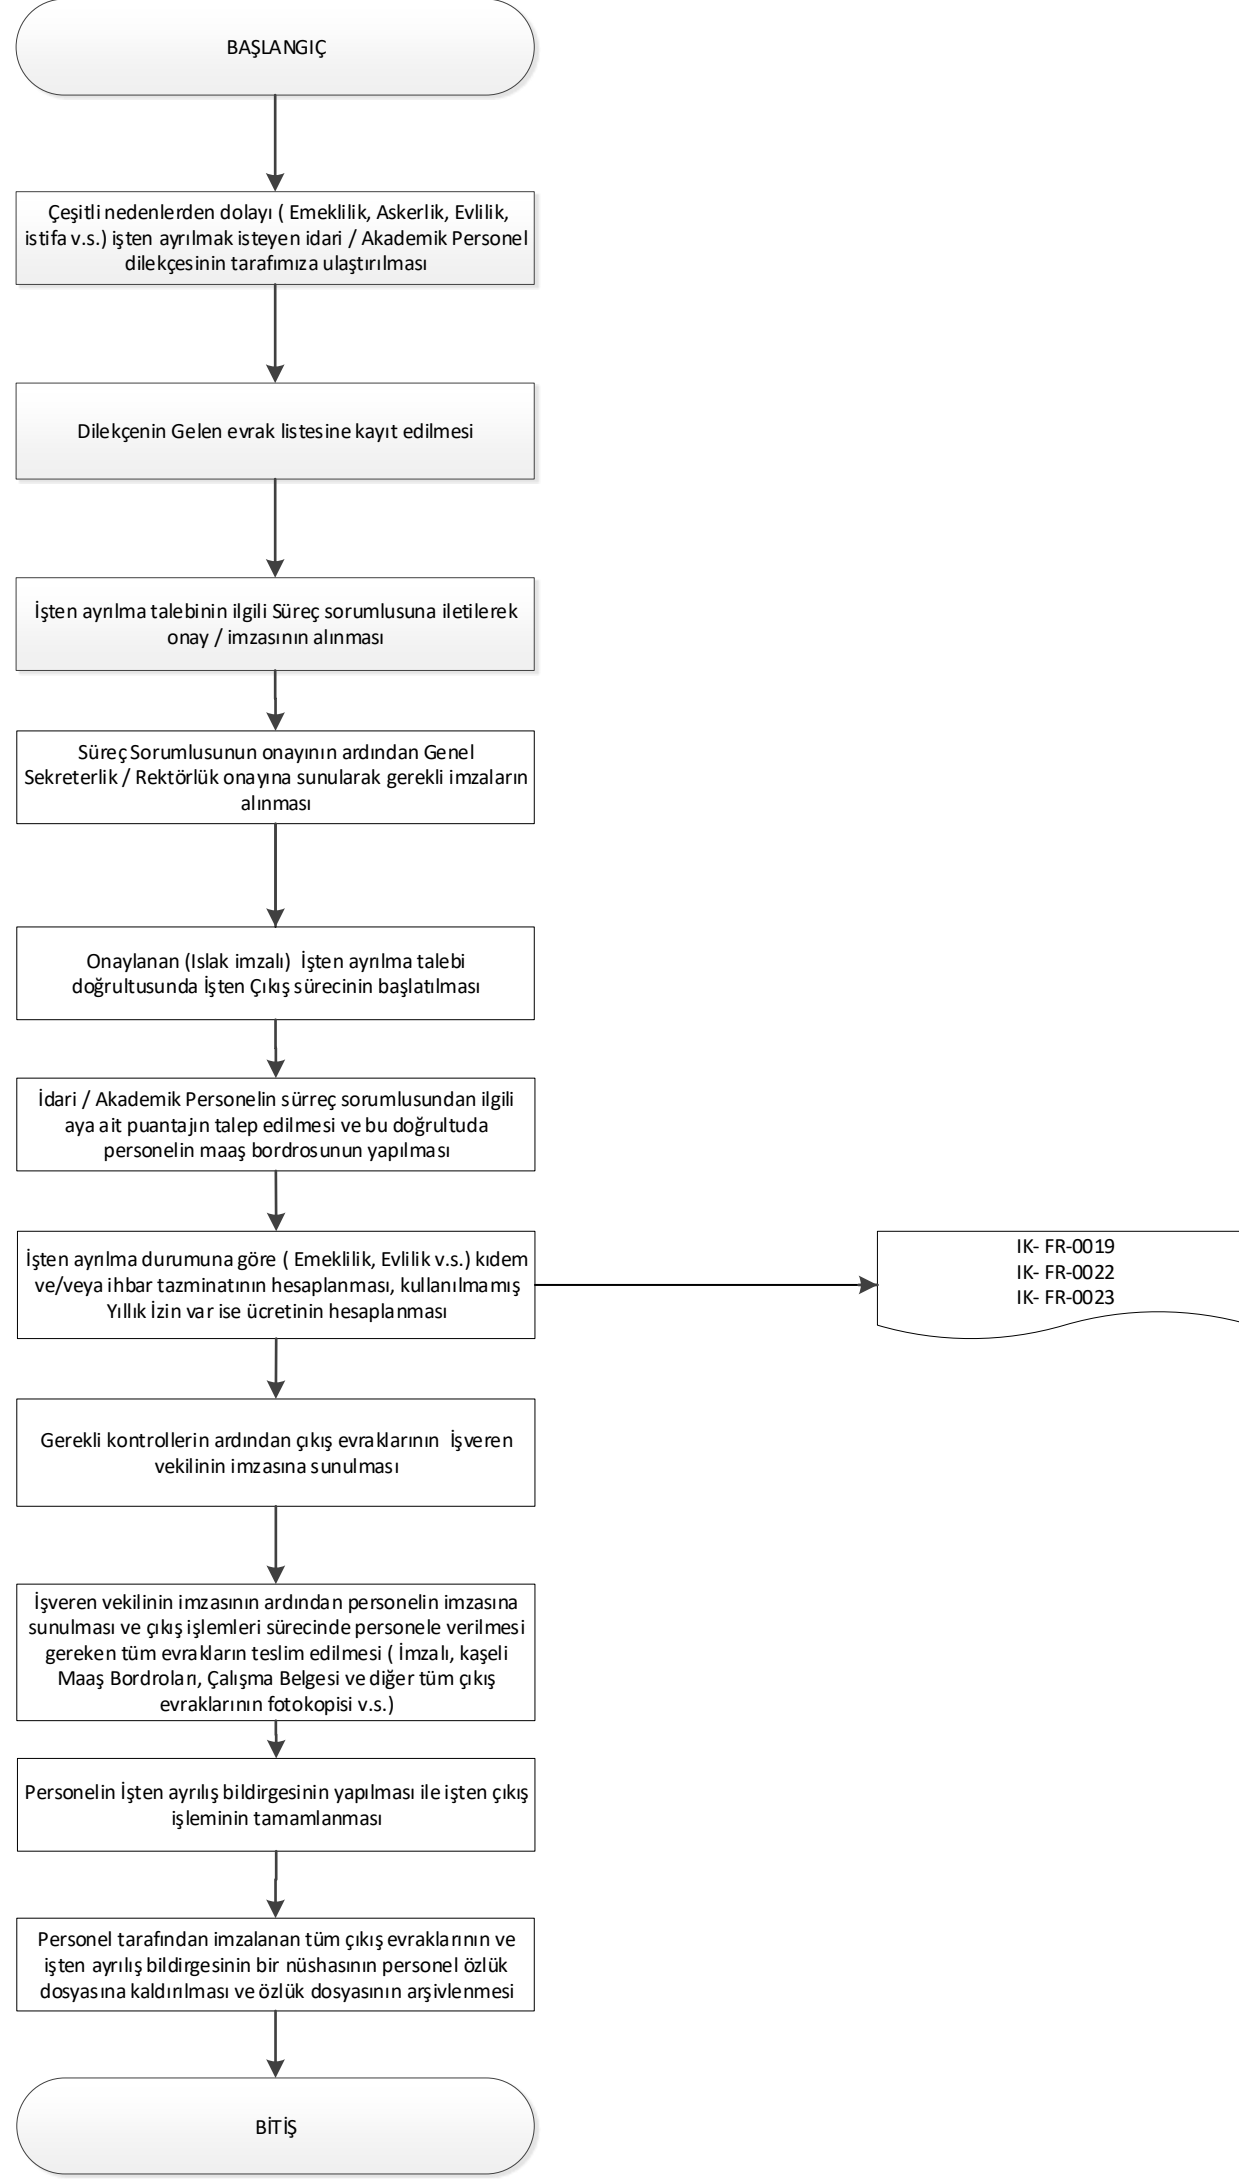 BAŞLANGIÇ
Çeşitli nedenlerden dolayı ( Emeklilik, Askerlik, Evlilik,
istifa v.s.) işten ayrılmak isteyen idari / Akademik Personel
dilekçesinin tarafımıza ulaştırılması
Dilekçenin Gelen evrak listesine kayıt edilmesi
İşten ayrılma talebinin ilgili Süreç sorumlusuna iletilerek
onay / imzasının alınması
Süreç Sorumlusunun onayının ardından Genel
Sekreterlik / Rektörlük onayına sunularak gerekli imzaların
alınması
Onaylanan (Islak imzalı) İşten ayrılma talebi
doğrultusunda İşten Çıkış sürecinin başlatılması
İdari / Akademik Personelin sürreç sorumlusundan ilgili
aya ait puantajın talep edilmesi ve bu doğrultuda
personelin maaş bordrosunun yapılması
İşten ayrılma durumuna göre ( Emeklilik, Evlilik v.s.) kıdem
ve/veya ihbar tazminatının hesaplanması, kullanılmamış
Yıllık İzin var ise ücretinin hesaplanması
IK- FR-0019
IK- FR-0022
IK- FR-0023
Gerekli kontrollerin ardından çıkış evraklarının İşveren
vekilinin imzasına sunulması
İşveren vekilinin imzasının ardından personelin imzasına
sunulması ve çıkış işlemleri sürecinde personele verilmesi
gereken tüm evrakların teslim edilmesi ( İmzalı, kaşeli
Maaş Bordroları, Çalışma Belgesi ve diğer tüm çıkış
evraklarının fotokopisi v.s.)
Personelin İşten ayrılış bildirgesinin yapılması ile işten çıkış
işleminin tamamlanması
Personel tarafından imzalanan tüm çıkış evraklarının ve
işten ayrılış bildirgesinin bir nüshasının personel özlük
dosyasına kaldırılması ve özlük dosyasının arşivlenmesi
BİTİŞ